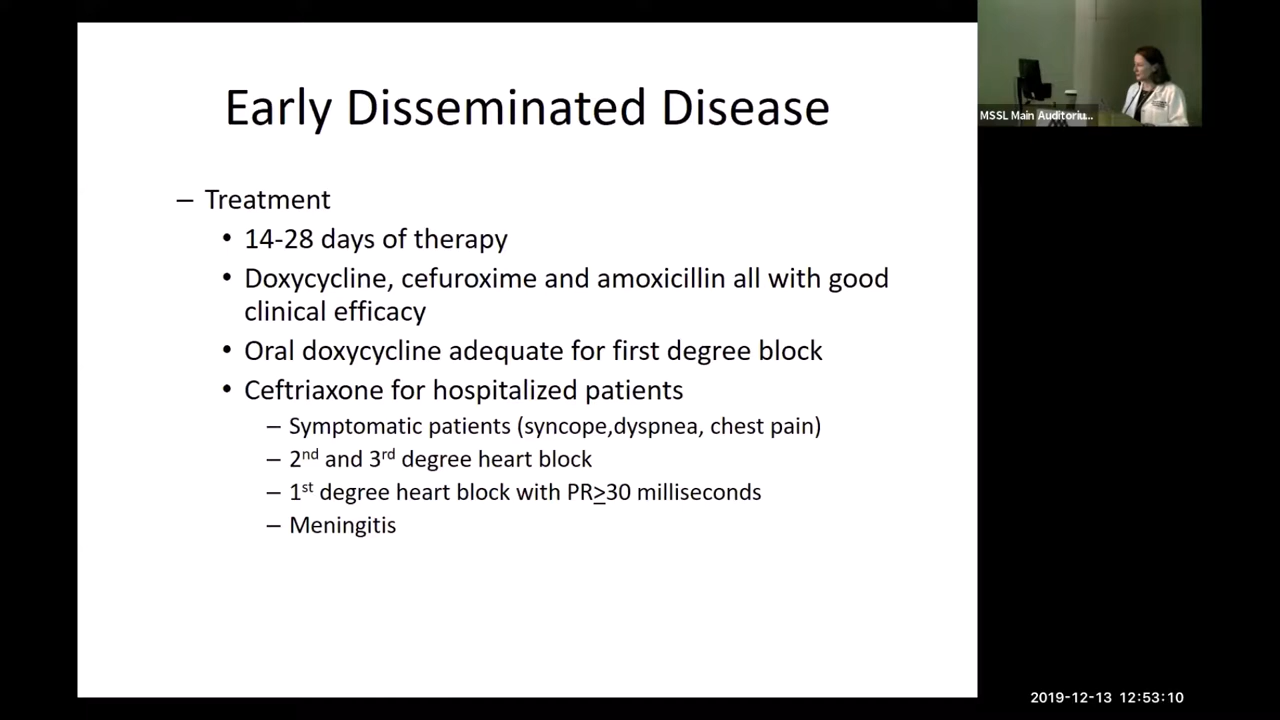 Early Disseminated Disease
– Treatment
• 14-28 days of therapy
• Doxycycline, cefuroxime and amoxicillin all with good
clinical efficacy
• Oral doxycycline adequate for first degree block
• Ceftriaxone for hospitalized patients
– Symptomatic patients (syncope,dyspnea, chest pain)
– 2nd and 3rd degree heart block
– 1st degree heart block with PR≥30 milliseconds
– Meningitis
MSSL Main Auditoriu...
2019-12-13 12:53:10